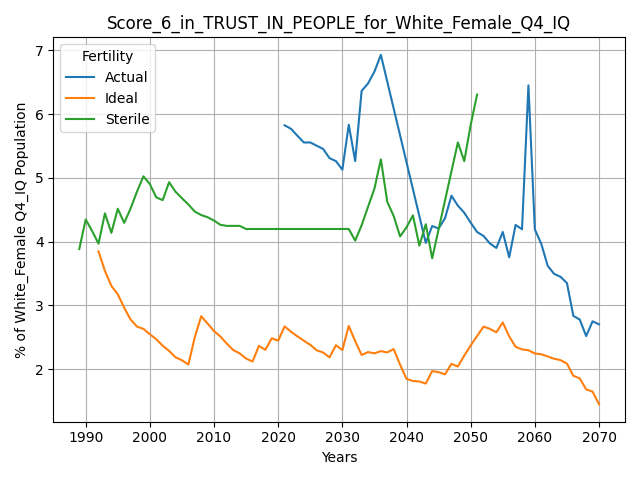 Score_6_in_TRUST_IN_PEOPLE_for_White_Female_Q4_IQ
Fertility
Actual
Ideal
Sterile
% of White_Female Q4_IQ Population
7
6
5
4
3
2
1990 2000 2010 2020 2030 2040 2050 2060 2070
Years